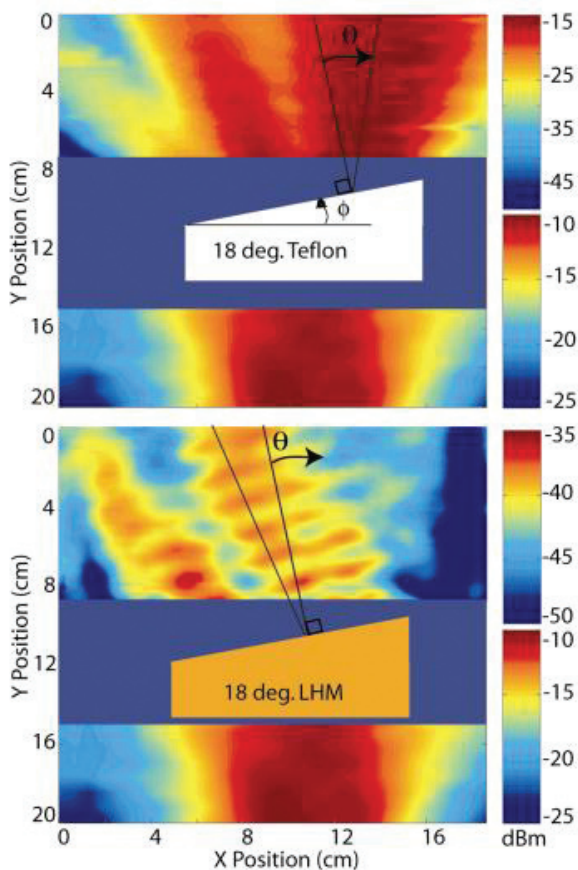 0
4
8
12
16
20
Y Position (cm)
θ
ϕ
18 deg. Teflon
-15
-25
-35
-45
-10
-15
-20
-25
0
4
8
12
16
20
Y Position (cm)
θ
18 deg. LHM
-35
-40
-45
-50
-10
-15
-20
-25
dBm
0 4 8 12 16
X Position (cm)